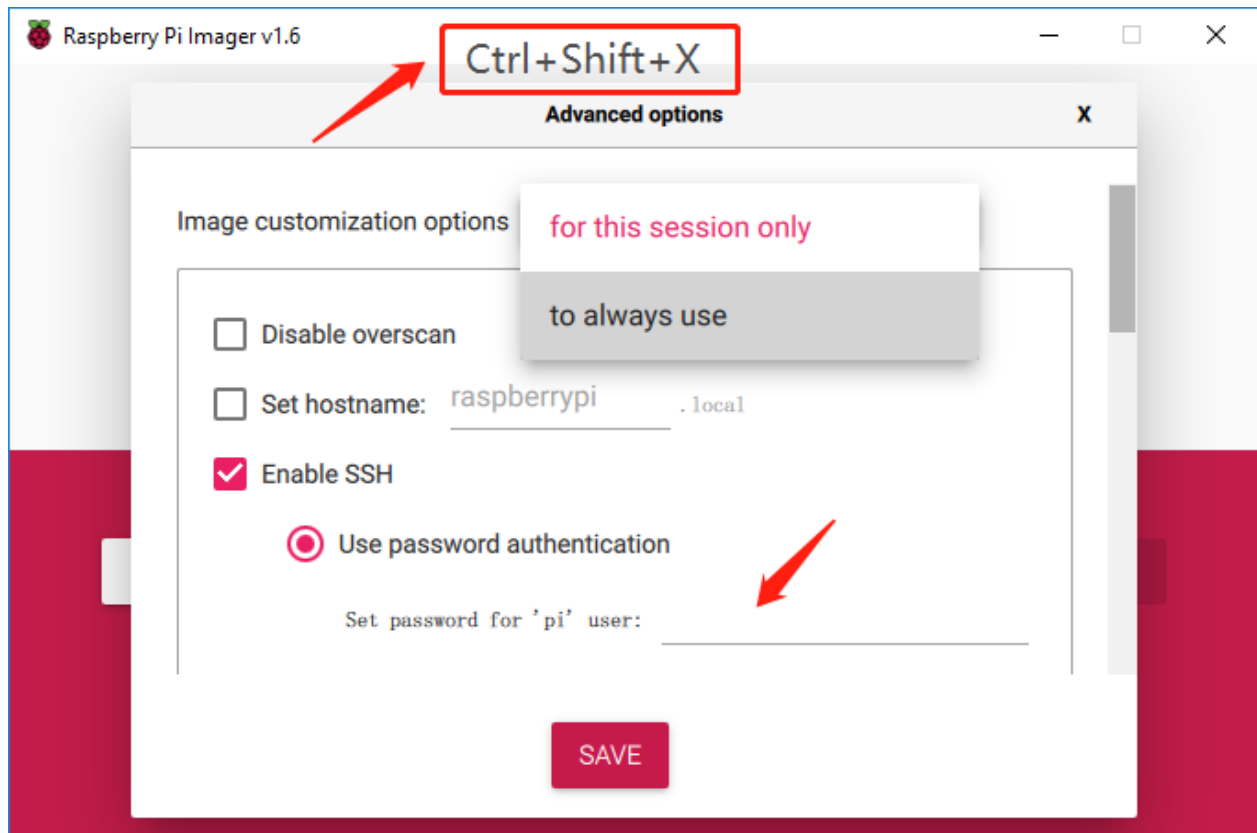 Raspberry Pi Imager v1.6
Ctrl+Shift+X
Advanced options X
Image customization options
for this session only
to always use
Disable overscan
Set hostname: raspberrypi .local
Enable SSH
Use password authentication
Set password for 'pi' user:
SAVE